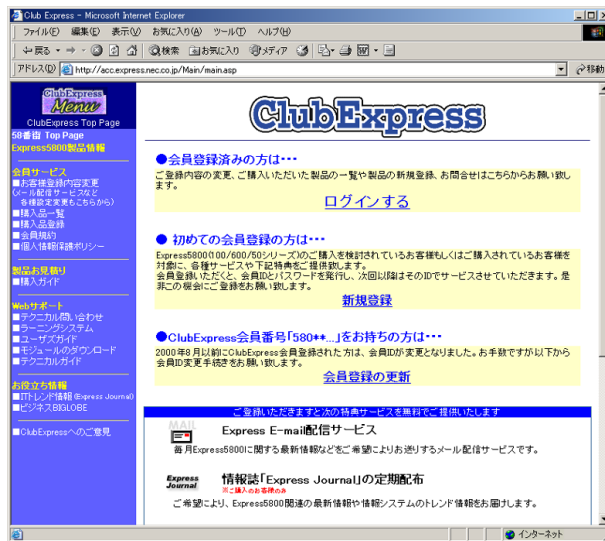 Club Express - Microsoft Internet Explorer
ファイル(F) 編集(E) 表示(V) お気に入り(A) ツール(T) ヘルプ(H)
戻る 検索 お気に入り メディア
アドレス(D) http://acc.express.nec.co.jp/Main/main.asp 移動
ClubExpress
Menu
ClubExpress Top Page
58番街 Top Page
Express5800製品情報
会員サービス
■お客様登録内容変更
(メール配信サービスなど
各種設定変更もこちらから)
■購入品一覧
■購入品登録
■会員規約
■個人情報保護ポリシー
製品お見積り
■購入ガイド
Webサポート
■テクニカル問い合わせ
■ラーニングシステム
■ユーザズガイド
■モジュールのダウンロード
■テクニカルガイド
お役立ち情報
■ITトレンド情報(Express Journal)
■ビジネスBIGLOBE
■ClubExpressへのご意見
ClubExpress
●会員登録済みの方は・・・
ご登録内容の変更、ご購入いただいた製品の一覧や製品の新規登録、お問合せはこちらからお願い致し
ます。
ログインする
● 初めての会員登録の方は・・・
Express5800(100/600/50シリーズ)のご購入を検討されているお客様もしくはご購入されているお客様を
対象に、各種サービスや下記特典をご提供致します。
会員登録いただくと、会員IDとパスワードを発行し、次回以降はそのIDでサービスさせていただきます。是
非この機会にご登録をお願い致します。
新規登録
●ClubExpress会員番号「580**...」をお持ちの方は・・・
2000年8月以前にClubExpress会員登録された方は、会員IDが変更となりました。お手数ですが以下から
会員ID変更手続きをお願い致します。
会員登録の更新
ご登録いただきますと次の特典サービスを無料でご提供いたします
MAIL
Express E-mail配信サービス
毎月Express5800に関する最新情報などをご希望によりお送りするメール配信サービスです。
Express
Journal
情報誌「Express Journal」の定期配布
※ご購入のお客様のみ
ご希望により、Express5800関連の最新情報や情報システムのトレンド情報をお届けします。
インターネット